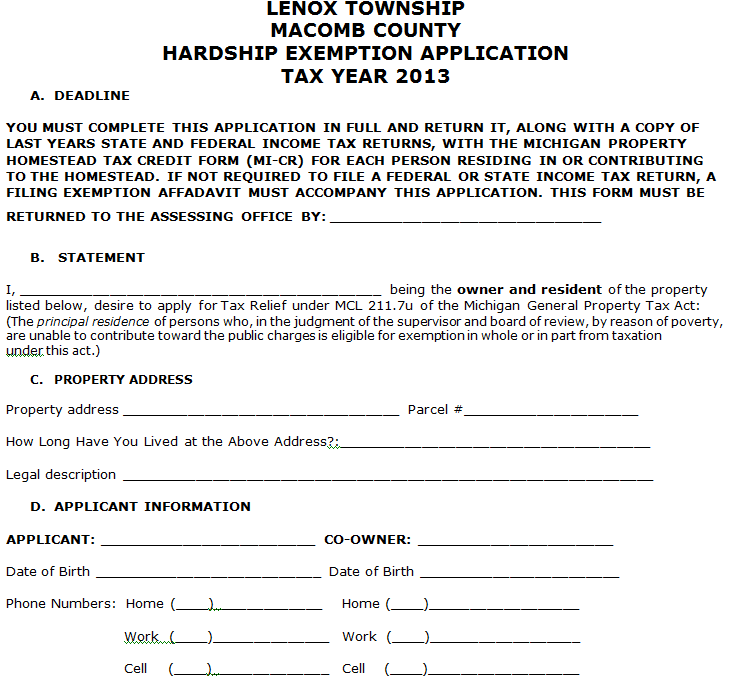 LENOX TOWNSHIP
MACOMB COUNTY
HARDSHIP EXEMPTION APPLICATION
TAX YEAR 2013
A. DEADLINE
YOU MUST COMPLETE THIS APPLICATION IN FULL AND RETURN IT, ALONG WITH A COPY OF
LAST YEARS STATE AND FEDERAL INCOME TAX RETURNS, WITH THE MICHIGAN PROPERTY
HOMESTEAD TAX CREDIT FORM (MI-CR) FOR EACH PERSON RESIDING IN OR CONTRIBUTING
TO THE HOMESTEAD. IF NOT REQUIRED TO FILE A FEDERAL OR STATE INCOME TAX RETURN, A
FILING EXEMPTION AFFADAVIT MUST ACCOMPANY THIS APPLICATION. THIS FORM MUST BE
RETURNED TO THE ASSESSING OFFICE BY: ______________________________
B. STATEMENT
I, ________________________________________ being the owner and resident of the property
listed below, desire to apply for Tax Relief under MCL 211.7u of the Michigan General Property Tax Act:
(The principal residence of persons who, in the judgment of the supervisor and board of review, by reason of poverty,
are unable to contribute toward the public charges is eligible for exemption in whole or in part from taxation
under this act.)
C. PROPERTY ADDRESS
Property address ______________________________ Parcel #___________________
How Long Have You Lived at the Above Address?:__________________________________
Legal description __________________________________________________________
D. APPLICANT INFORMATION
APPLICANT: ________________________ CO-OWNER: ______________________
Date of Birth _________________________ Date of Birth ______________________
Phone Numbers: Home (____)____________ Home (____)_________________
Work (____)_____________ Work (____)_________________
Cell (____)_____________ Cell (____)_________________